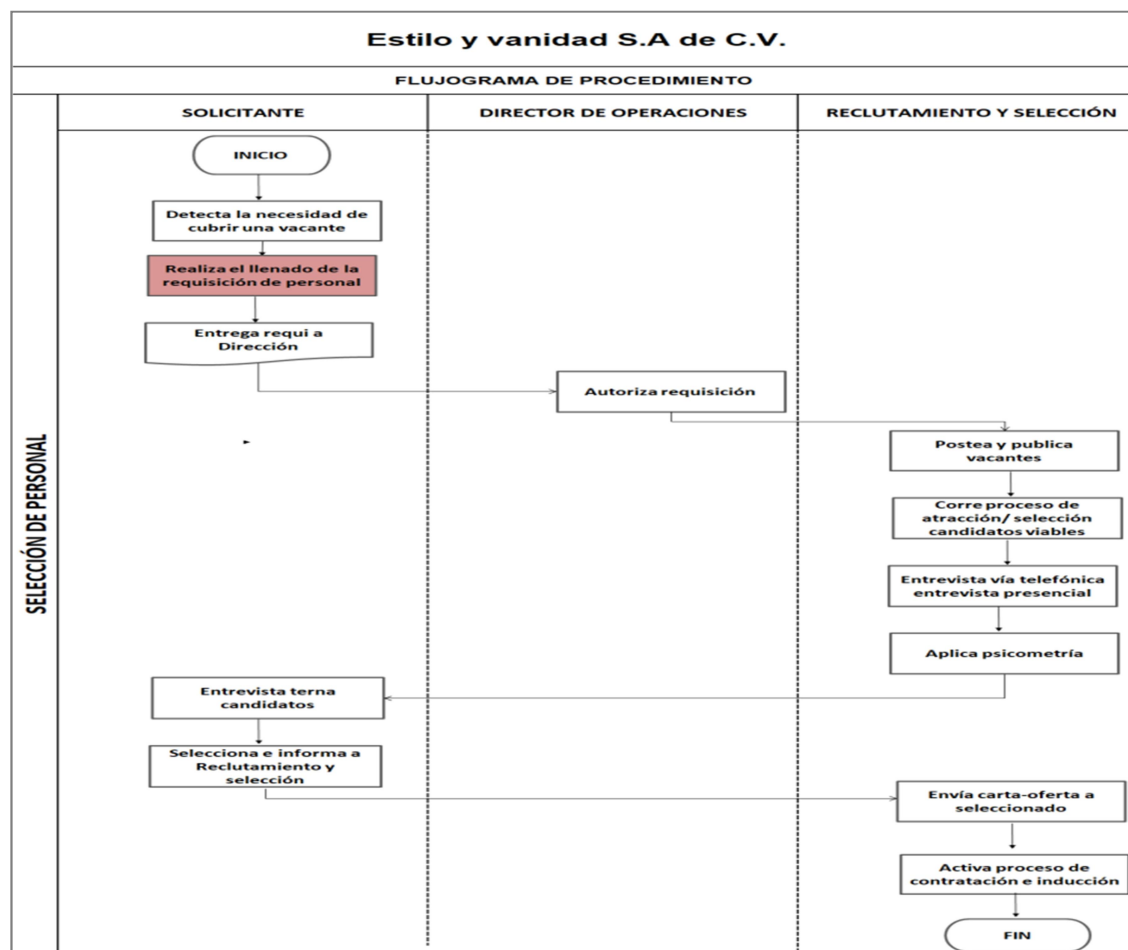 Estilo y vanidad S.A de C.V.
FLUJOGRAMA DE PROCEDIMIENTO
SOLICITANTE
DIRECTOR DE OPERACIONES
RECLUTAMIENTO Y SELECCIÓN
SELECCIÓN DE PERSONAL
INICIO
Detecta la necesidad de
cubrir una vacante
Realiza el llenado de la
requisición de personal
Entrega requi a
Dirección
Autoriza requisición
Postea y publica
vacantes
Corre proceso de
atracción/ selección
candidatos viables
Entrevista vía telefónica
entrevista presencial
Aplica psicometría
Entrevista terna
candidatos
Selecciona e informa a
Reclutamiento y
selección
Envía carta-oferta a
seleccionado
Activa proceso de
contratación e inducción
FIN